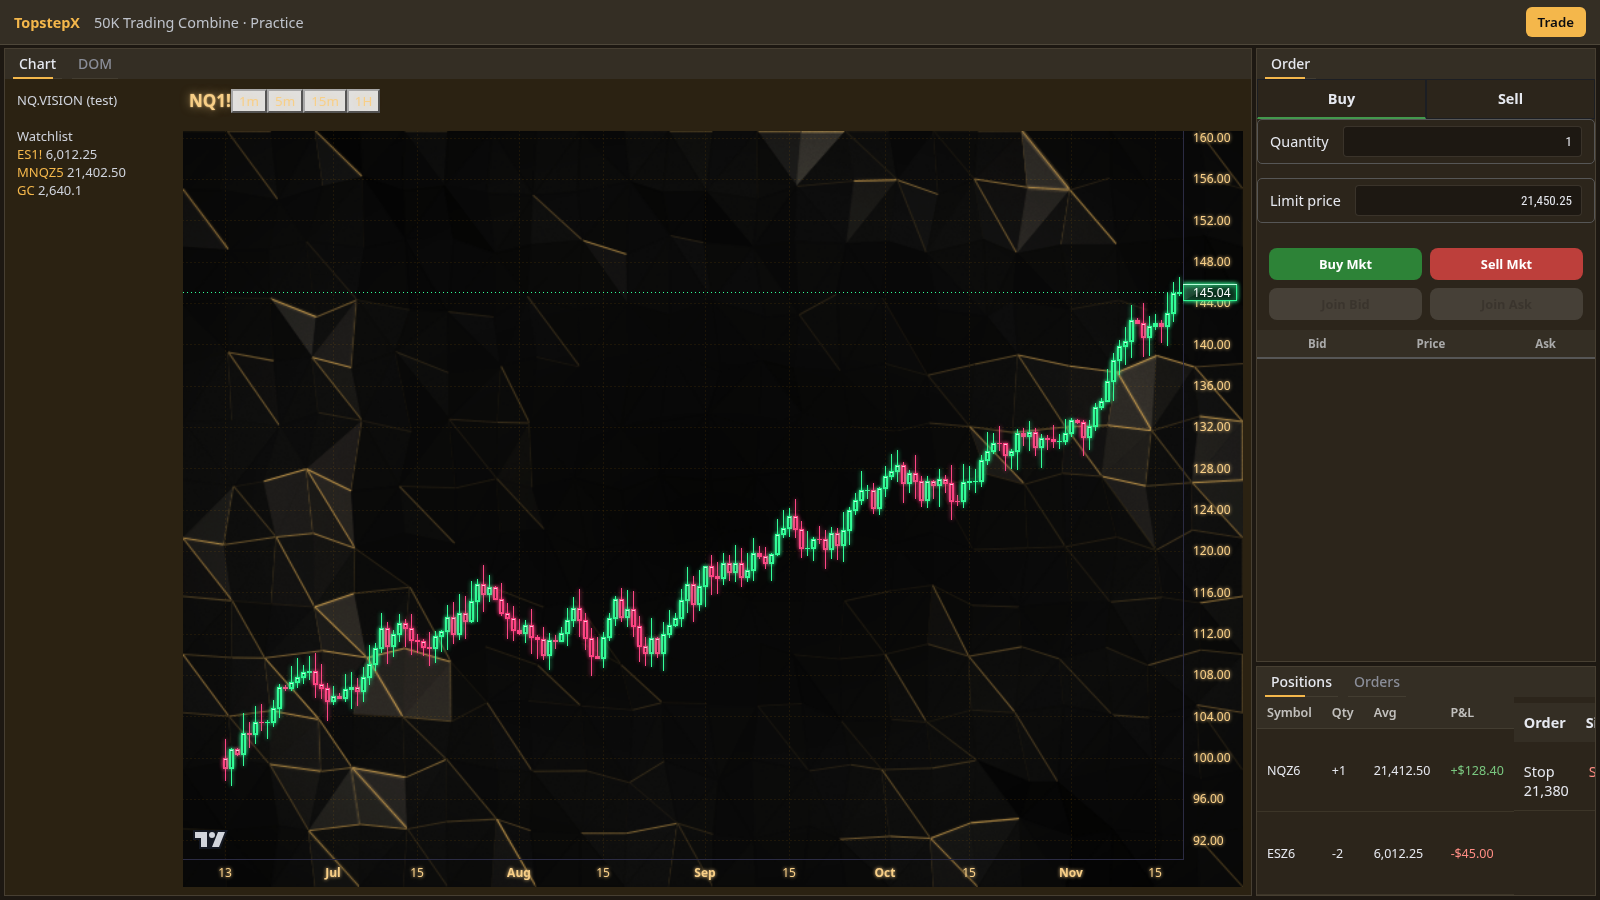 TopstepX 50K Trading Combine · Practice Trade
Chart DOM
NQ.VISION (test)
Watchlist
ES1! 6,012.25
MNQZ5 21,402.50
GC 2,640.1
NQ1! 1m 5m 15m 1H
160.00
156.00
152.00
148.00
145.04
144.00
140.00
136.00
132.00
128.00
124.00
120.00
116.00
112.00
108.00
104.00
100.00
96.00
92.00
13 Jul 15 Aug 15 Sep 15 Oct 15 Nov 15
Order
Buy Sell
Quantity 1
Limit price 21,450.25
Buy Mkt Sell Mkt
Join Bid Join Ask
Bid Price Ask
Positions Orders
Symbol Qty Avg P&L Order
NQZ6 +1 21,412.50 +$128.40 Stop
21,380
ESZ6 -2 6,012.25 -$45.00